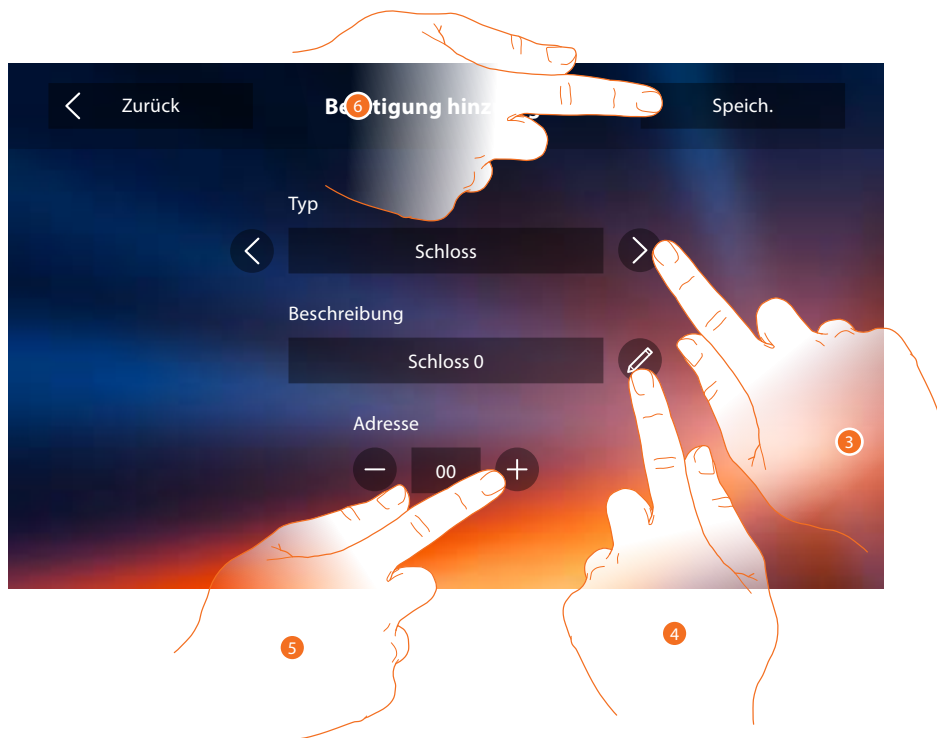 Zurück
6
Speich.
Typ
Schloss
Beschreibung
Schloss 0
Adresse
00
3
4
5